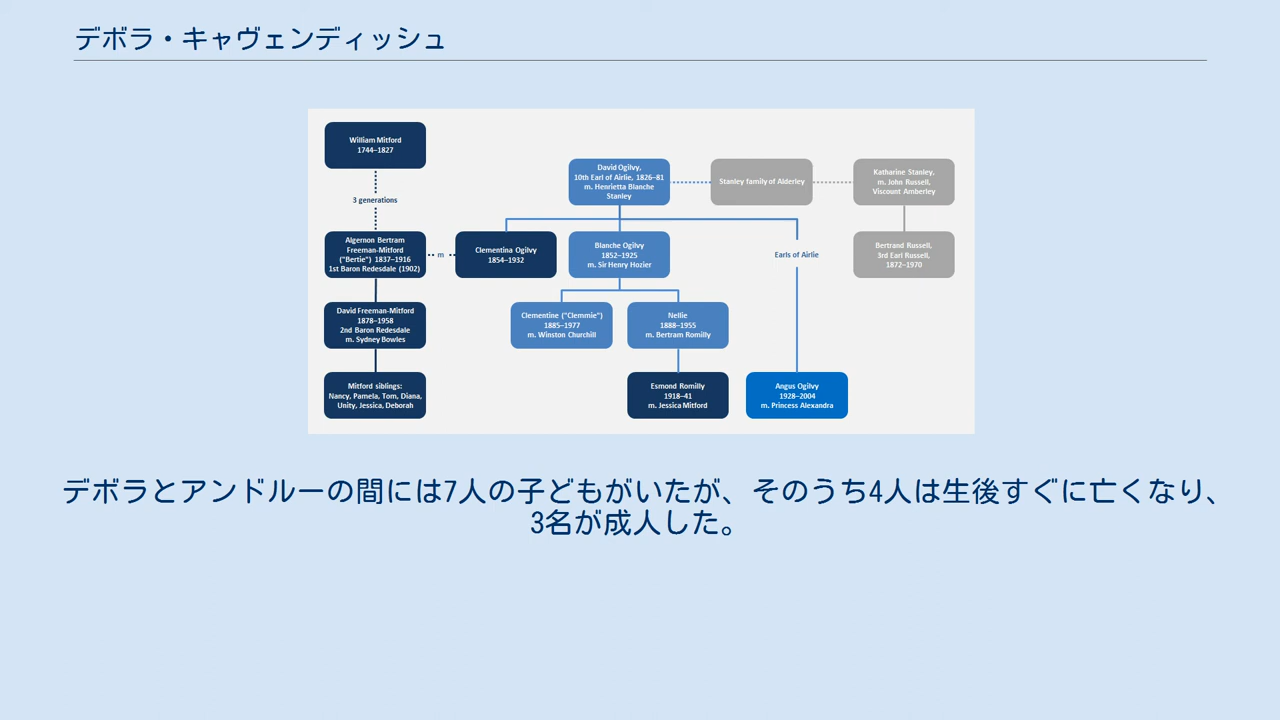 デボラ・キャヴェンディッシュ
William Mitford
1744–1827
3 generations
Algernon Bertram
Freeman-Mitford
("Bertie") 1837–1916
1st Baron Redesdale (1902)
m
Clementina Ogilvy
1854–1932
David Freeman-Mitford
1878–1958
2nd Baron Redesdale
m. Sydney Bowles
Mitford siblings:
Nancy, Pamela, Tom, Diana,
Unity, Jessica, Deborah
David Ogilvy,
10th Earl of Airlie, 1826–81
m. Henrietta Blanche
Stanley
Stanley family of Alderley
Katharine Stanley,
m. John Russell,
Viscount Amberley
Blanche Ogilvy
1852–1925
m. Sir Henry Hozier
Earls of Airlie
Bertrand Russell,
3rd Earl Russell,
1872–1970
Clementine ("Clemmie")
1885–1977
m. Winston Churchill
Nellie
1888–1955
m. Bertram Romilly
Esmond Romilly
1918–41
m. Jessica Mitford
Angus Ogilvy
1928–2004
m. Princess Alexandra
デボラとアンドルーの間には7人の子どもがいたが、そのうち4人は生後すぐに亡くなり、
3名が成人した。